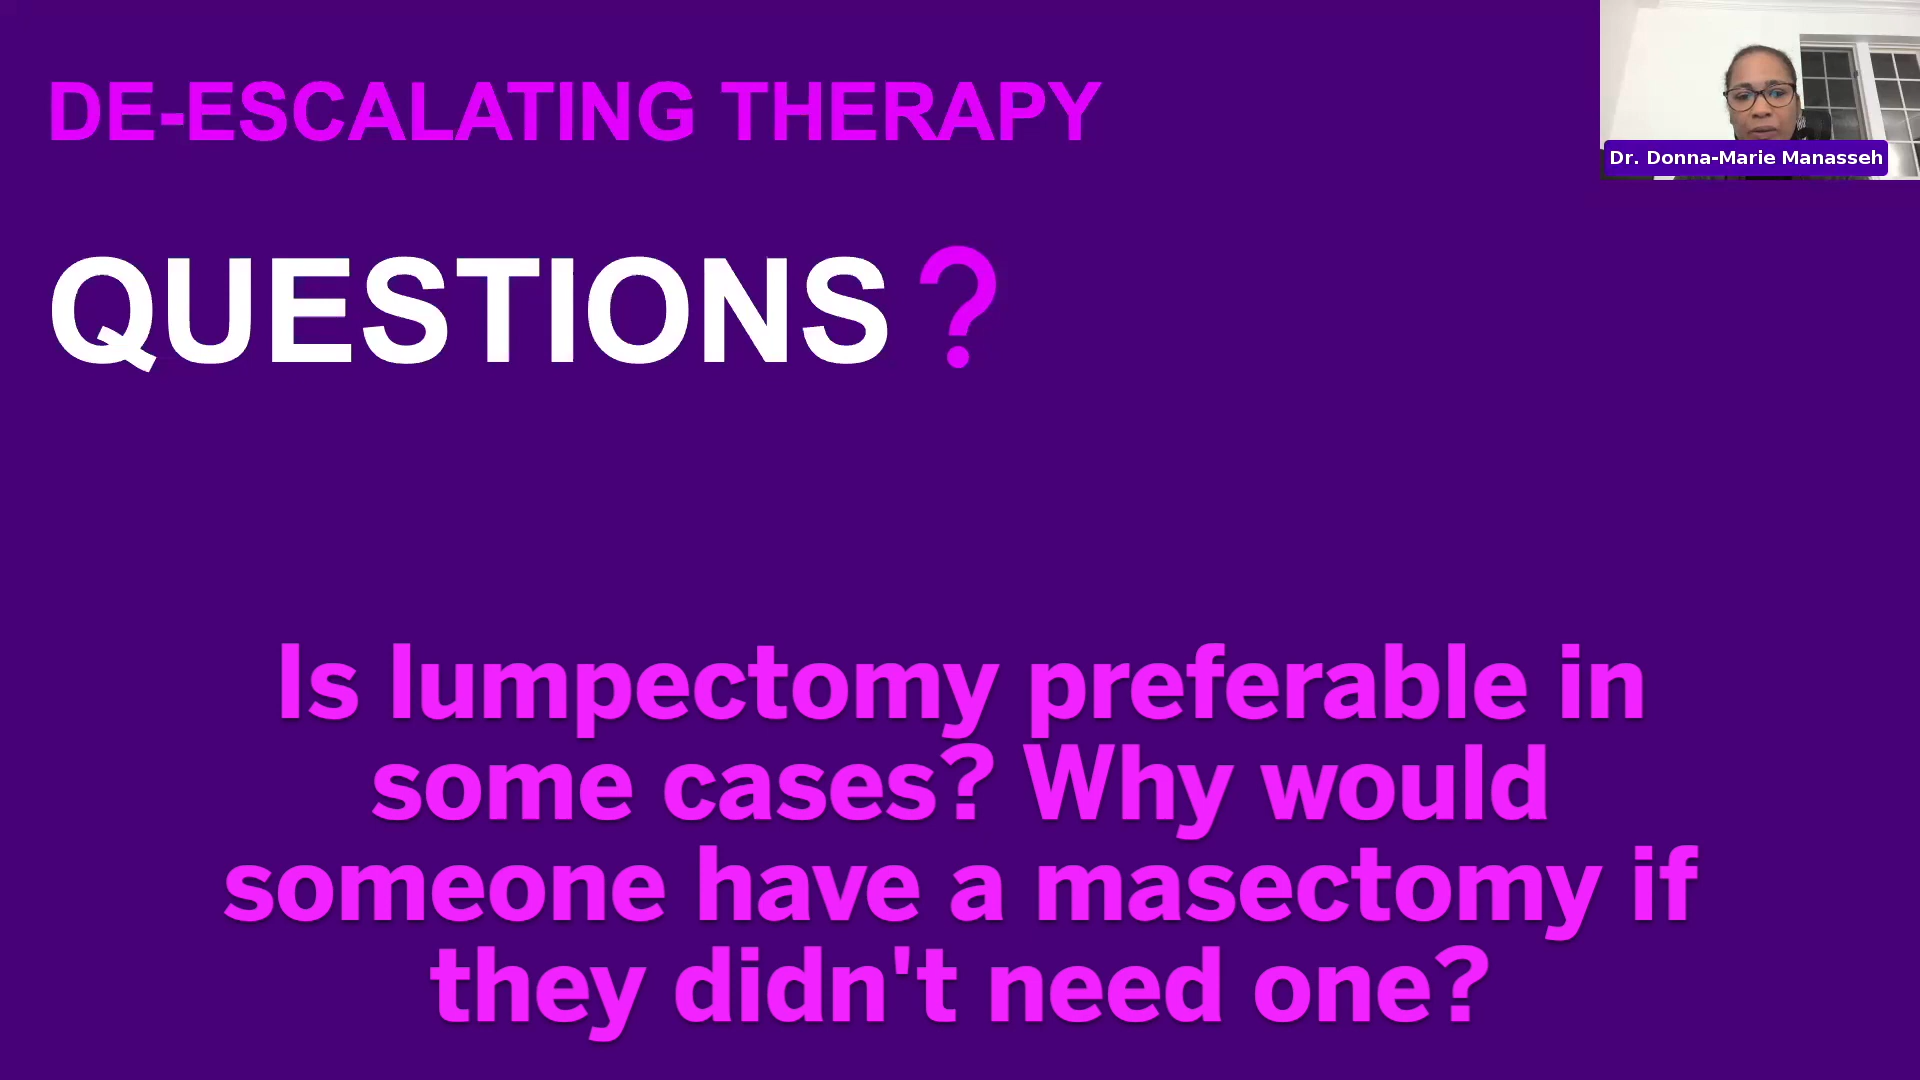 DE-ESCALATING THERAPY
Dr. Donna-Marie Manasseh
QUESTIONS?
Is lumpectomy preferable in
some cases? Why would
someone have a masectomy if
they didn't need one?